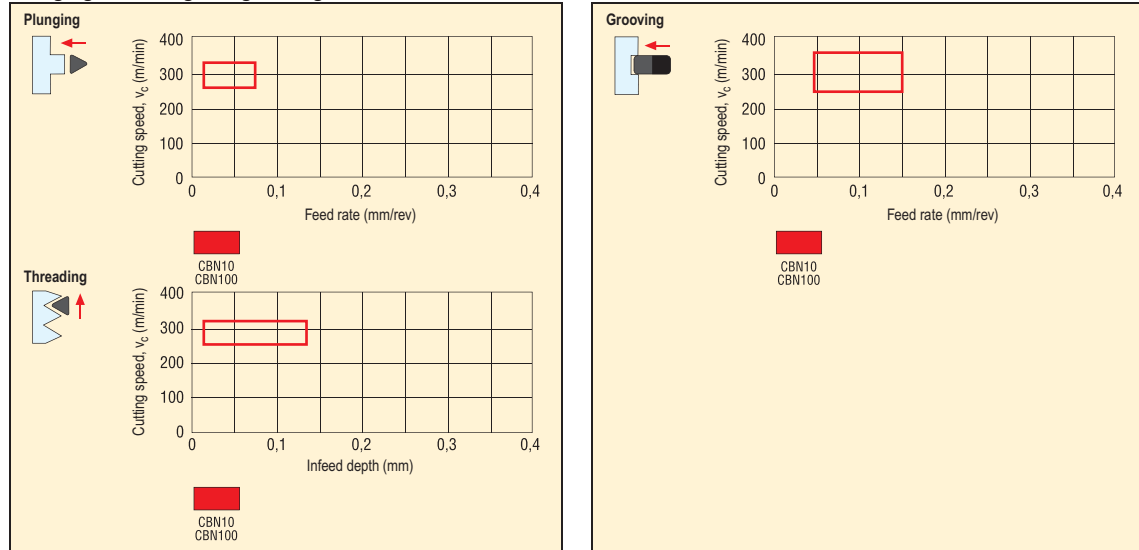 Plunging
Cutting speed, vc (m/min)
400
300
200
100
0
0 0,1 0,2 0,3 0,4
Feed rate (mm/rev)
CBN10
CBN100
Threading
Cutting speed, vc (m/min)
400
300
200
100
0
0 0,1 0,2 0,3 0,4
Infeed depth (mm)
CBN10
CBN100
Grooving
Cutting speed, vc (m/min)
400
300
200
100
0
0 0,1 0,2 0,3 0,4
Feed rate (mm/rev)
CBN10
CBN100